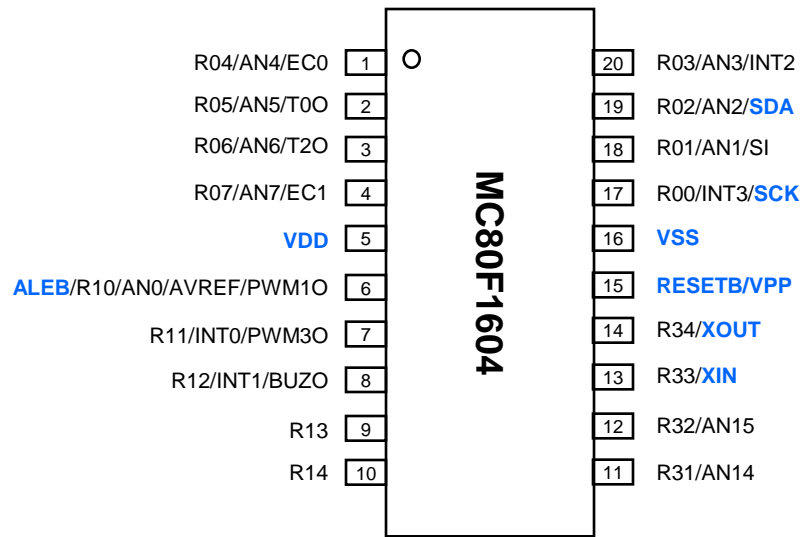 R04/AN4/EC0 1
R05/AN5/T0O 2
R06/AN6/T2O 3
R07/AN7/EC1 4
VDD 5
ALEB/R10/AN0/AVREF/PWM1O 6
R11/INT0/PWM3O 7
R12/INT1/BUZO 8
R13 9
R14 10
MC80F1604
20 R03/AN3/INT2
19 R02/AN2/SDA
18 R01/AN1/SI
17 R00/INT3/SCK
16 VSS
15 RESETB/VPP
14 R34/XOUT
13 R33/XIN
12 R32/AN15
11 R31/AN14